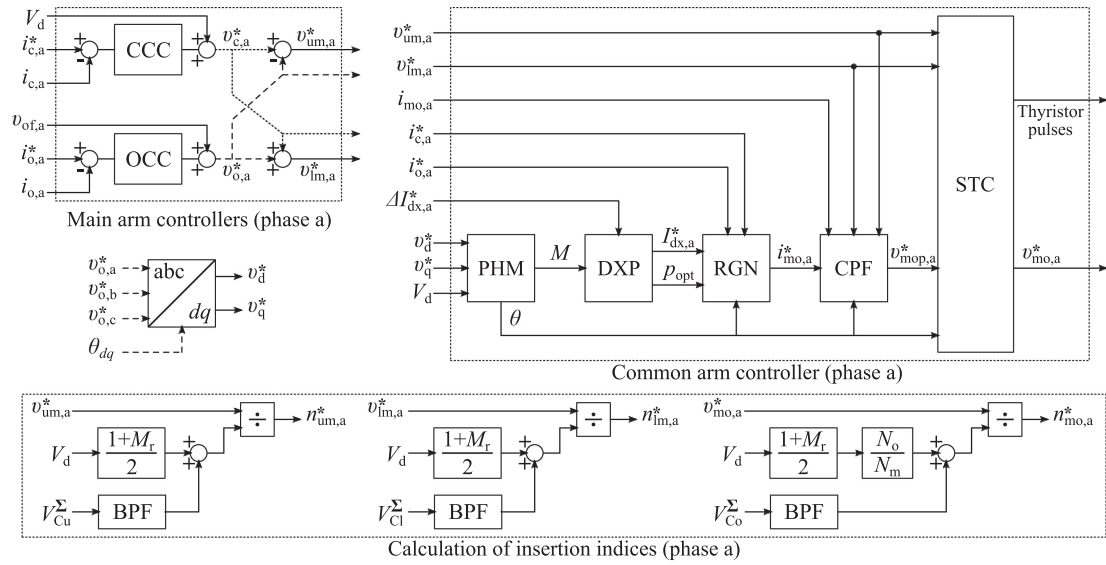 V_d
i*_c,a
+
-
CCC
+
+
υ*_c,a
+
-
υ*_um,a
i_c,a
υ_of,a
i*_o,a
+
-
OCC
+
+
υ*_o,a
+
+
υ*_lm,a
i_o,a
Main arm controllers (phase a)
υ*_o,a
υ*_o,b
υ*_o,c
θ_dq
abc
dq
υ*_d
υ*_q
υ*_um,a
υ*_lm,a
i_mo,a
i*_c,a
i*_o,a
ΔI*_dx,a
υ*_d
υ*_q
V_d
PHM
M
θ
DXP
I*_dx,a
p_opt
RGN
i*_mo,a
CPF
υ*_mop,a
STC
Thyristor
pulses
υ*_mo,a
Common arm controller (phase a)
υ*_um,a
÷
n*_um,a
V_d
1+M_r
2
+
+
V^Σ_Cu
BPF
υ*_lm,a
÷
n*_lm,a
V_d
1+M_r
2
+
+
V^Σ_Cl
BPF
υ*_mo,a
÷
n*_mo,a
V_d
1+M_r
2
N_o
N_m
+
+
V^Σ_Co
BPF
Calculation of insertion indices (phase a)